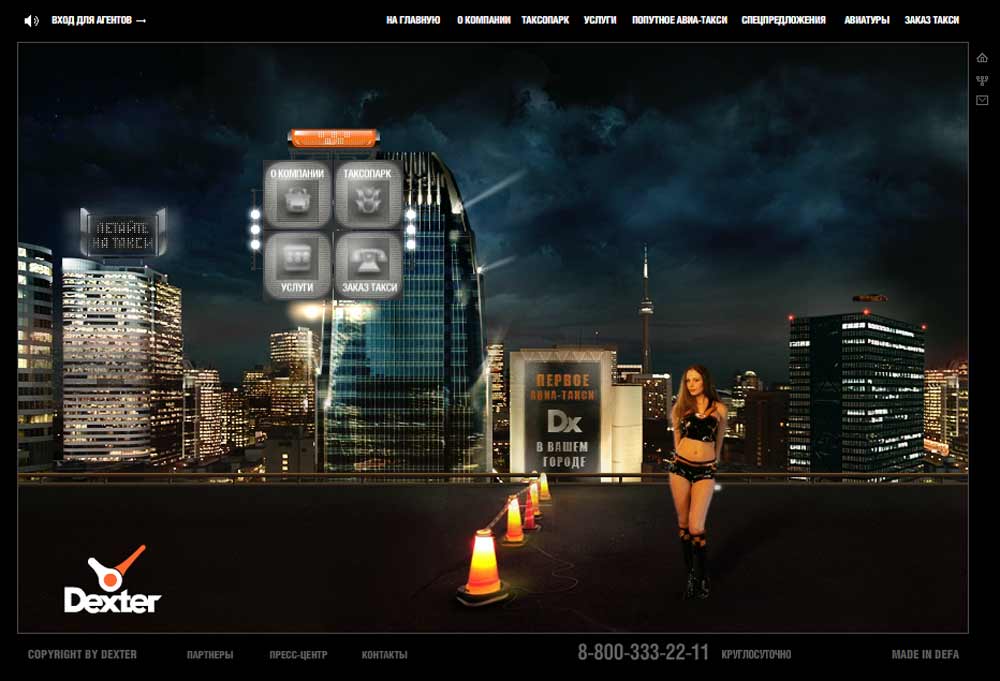 ВХОД ДЛЯ АГЕНТОВ →
НА ГЛАВНУЮ О КОМПАНИИ ТАКСОПАРК УСЛУГИ ПОПУТНОЕ АВИА-ТАКСИ СПЕЦПРЕДЛОЖЕНИЯ АВИАТУРЫ ЗАКАЗ ТАКСИ
О КОМПАНИИ ТАКСОПАРК
УСЛУГИ ЗАКАЗ ТАКСИ
ЛЕТАЙТЕ
НА ТАКСИ
ПЕРВОЕ
АВИА-ТАКСИ
Dx
В ВАШЕМ
ГОРОДЕ
Dexter
COPYRIGHT BY DEXTER ПАРТНЕРЫ ПРЕСС-ЦЕНТР КОНТАКТЫ 8-800-333-22-11 КРУГЛОСУТОЧНО MADE IN DEFA